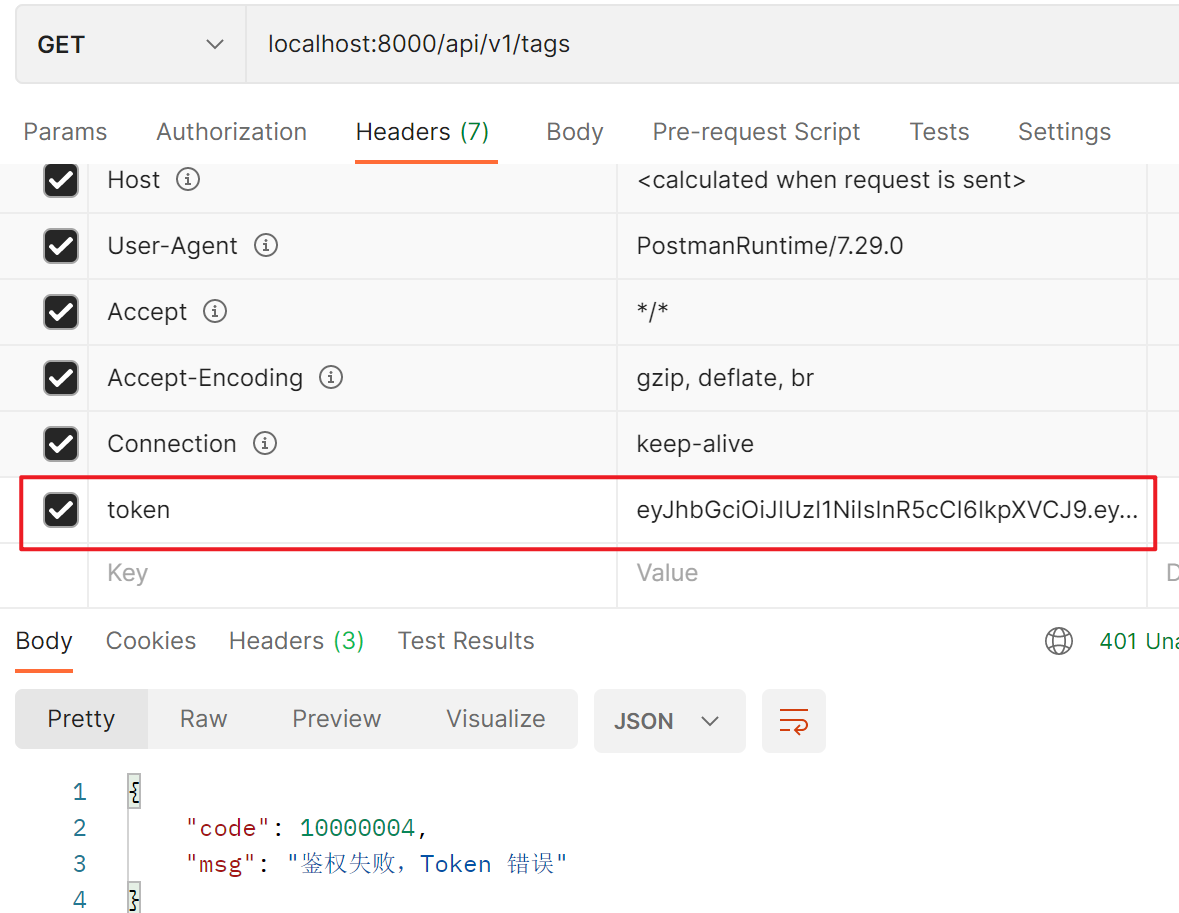 GET localhost:8000/api/v1/tags
Params Authorization Headers (7) Body Pre-request Script Tests Settings
Host <calculated when request is sent>
User-Agent PostmanRuntime/7.29.0
Accept */*
Accept-Encoding gzip, deflate, br
Connection keep-alive
token eyJhbGciOiJIUzI1NiIsInR5cCI6IkpXVCJ9.ey...
Key Value D
Body Cookies Headers (3) Test Results 401 Una
Pretty Raw Preview Visualize JSON
1 {
2 "code": 10000004,
3 "msg": "鉴权失败，Token 错误"
4 }